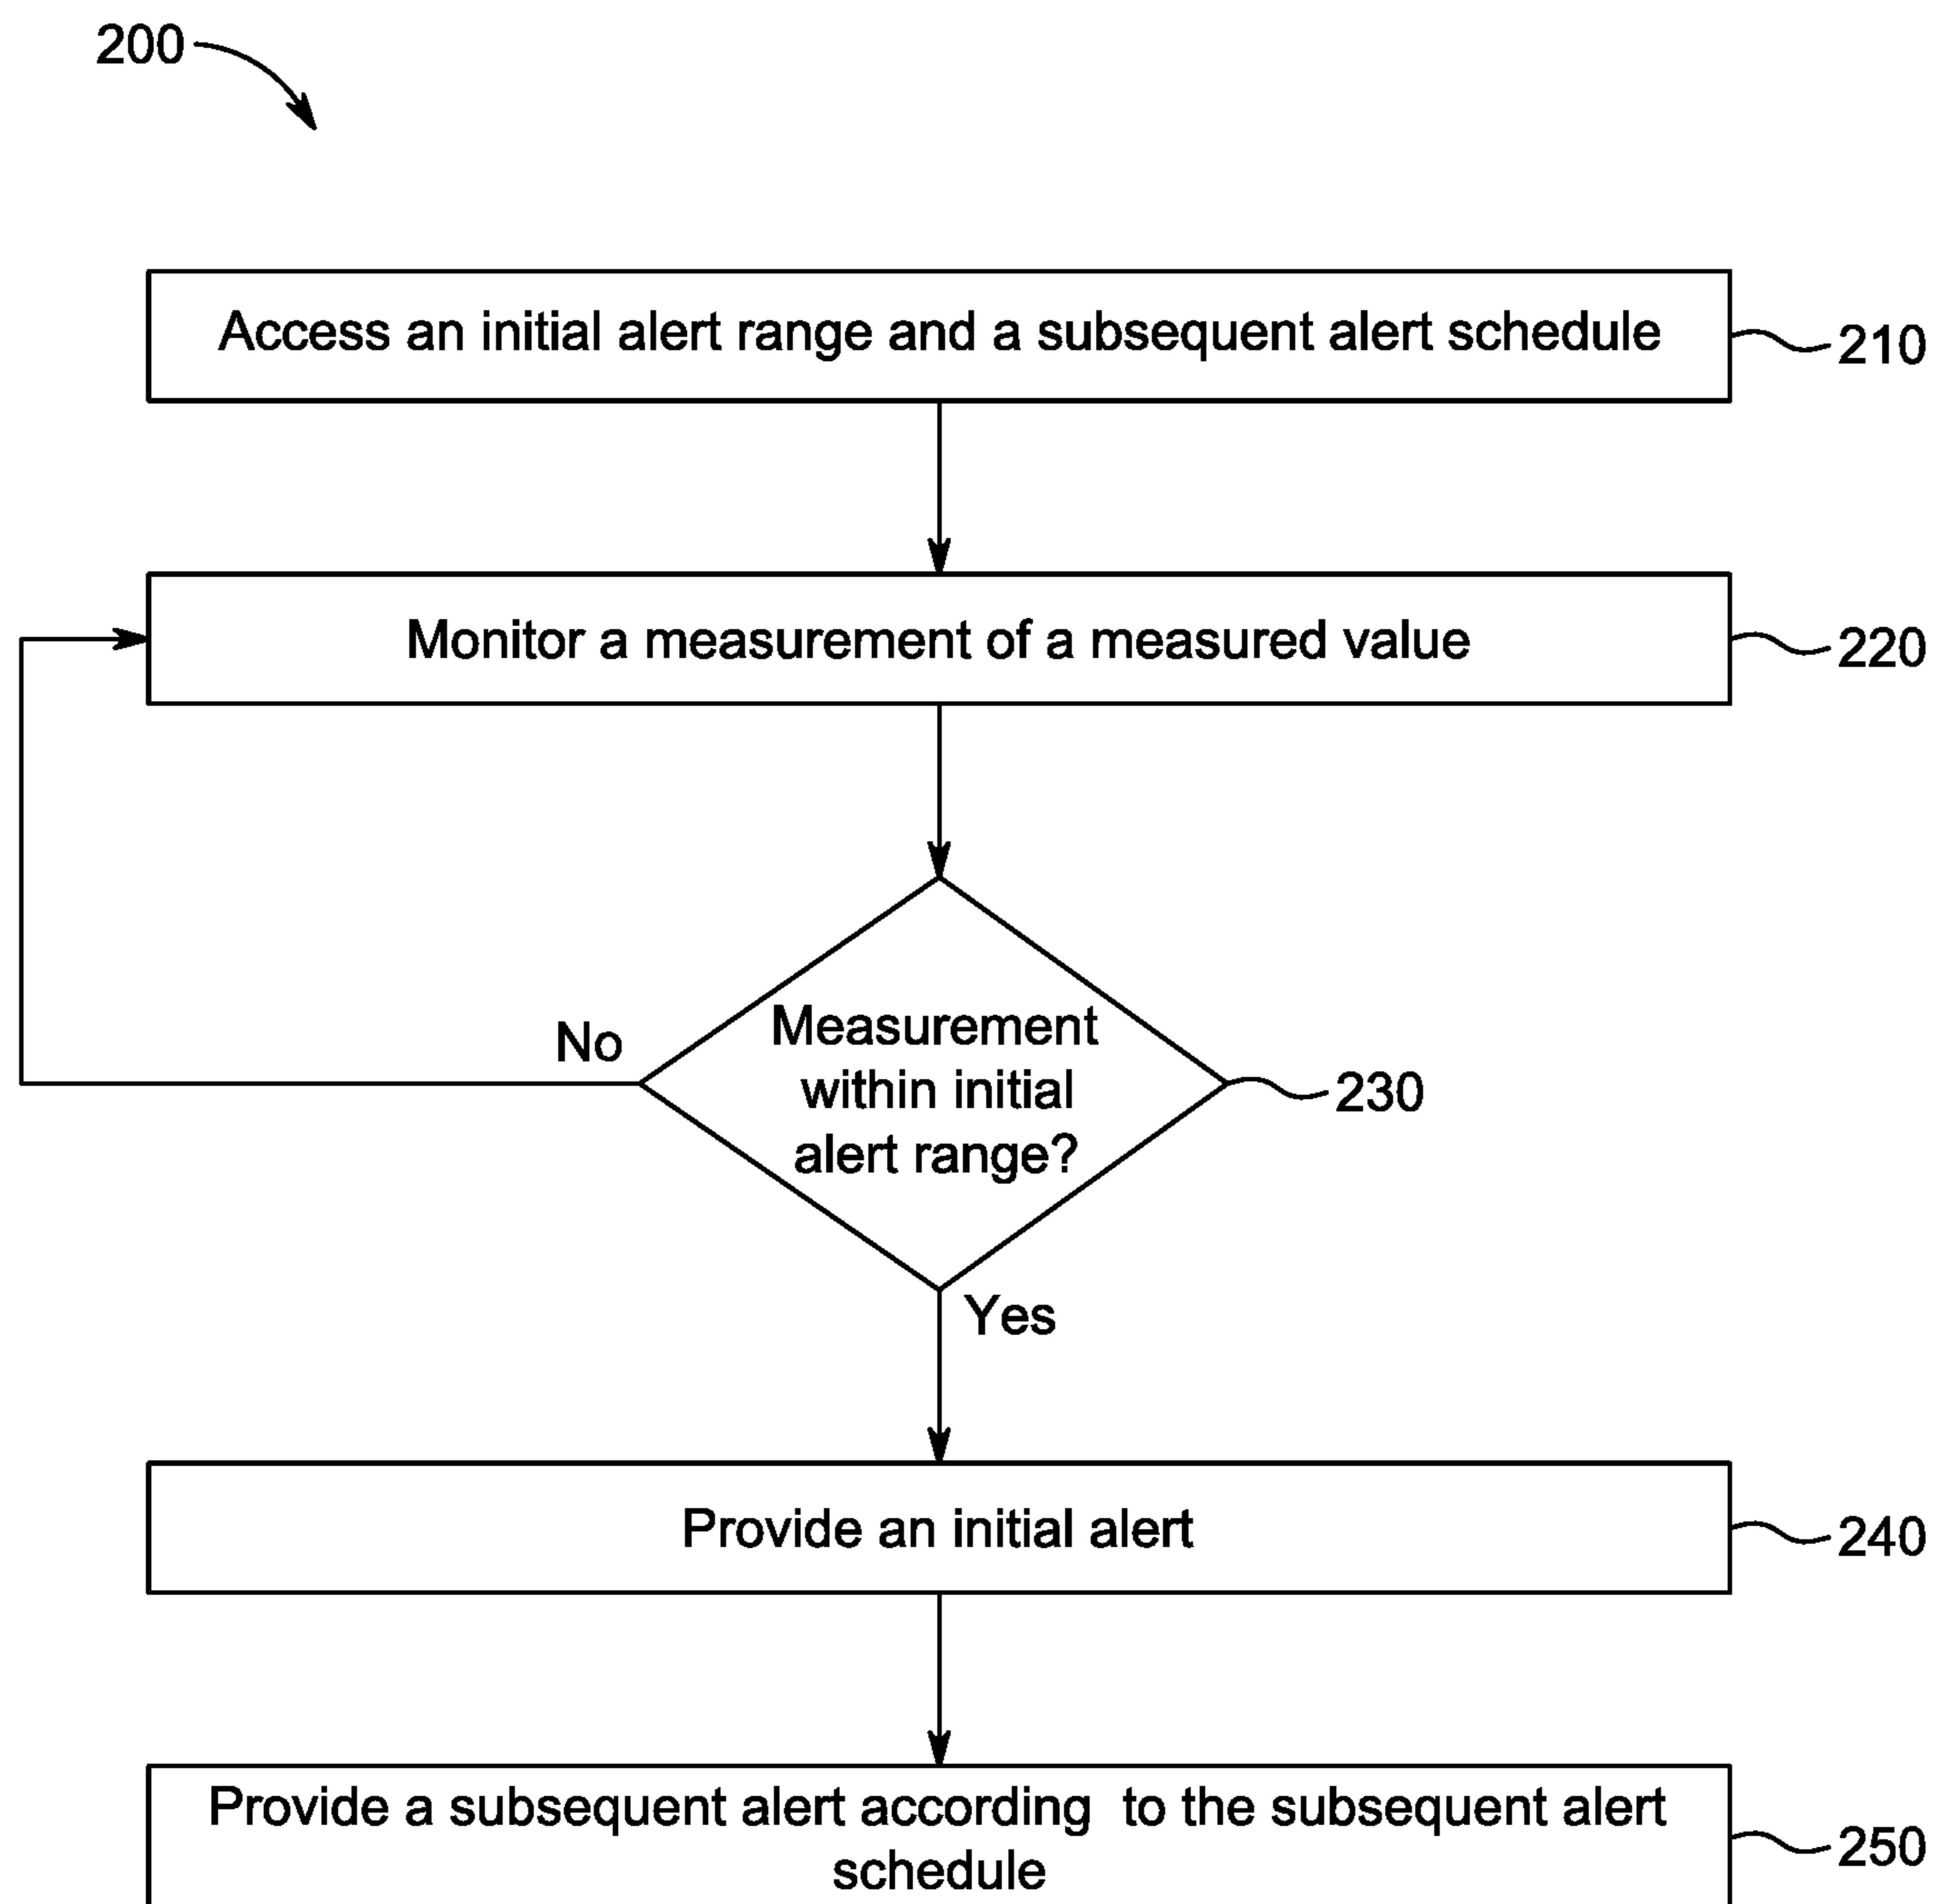 200
Access an initial alert range and a subsequent alert schedule
210
Monitor a measurement of a measured value
220
No
Measurement
within initial
alert range?
230
Yes
Provide an initial alert
240
Provide a subsequent alert according  to the subsequent alert
schedule
250